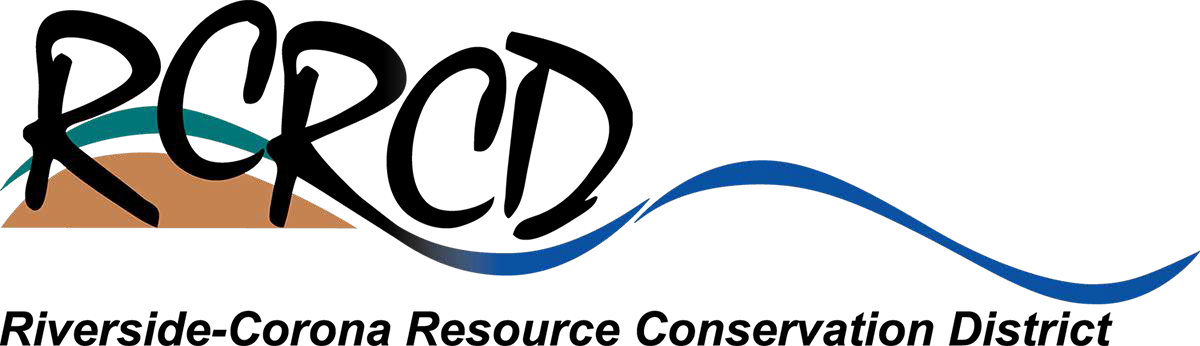 RCRCD
Riverside-Corona Resource Conservation District